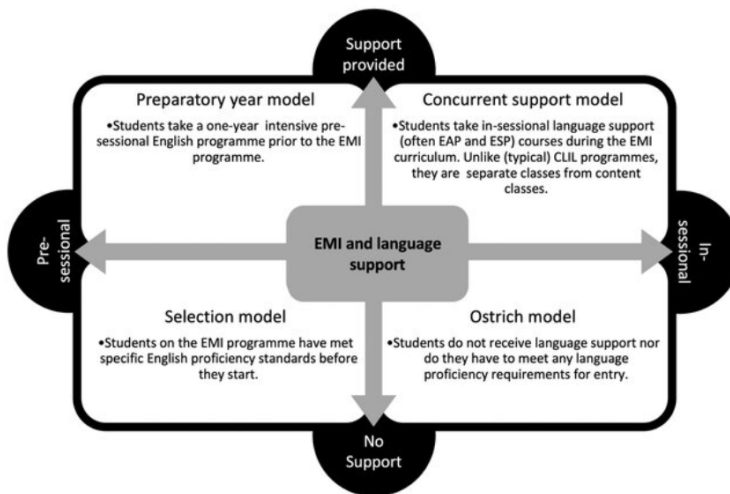 Support
provided
Preparatory year model
•Students take a one-year intensive pre-
sessional English programme prior to the EMI
programme.
Concurrent support model
•Students take in-sessional language support
(often EAP and ESP) courses during the EMI
curriculum. Unlike (typical) CLIL programmes,
they are separate classes from content
classes.
Pre-
sessional
EMI and language
support
In-
sessional
Selection model
•Students on the EMI programme have met
specific English proficiency standards before
they start.
Ostrich model
•Students do not receive language support nor
do they have to meet any language
proficiency requirements for entry.
No
Support